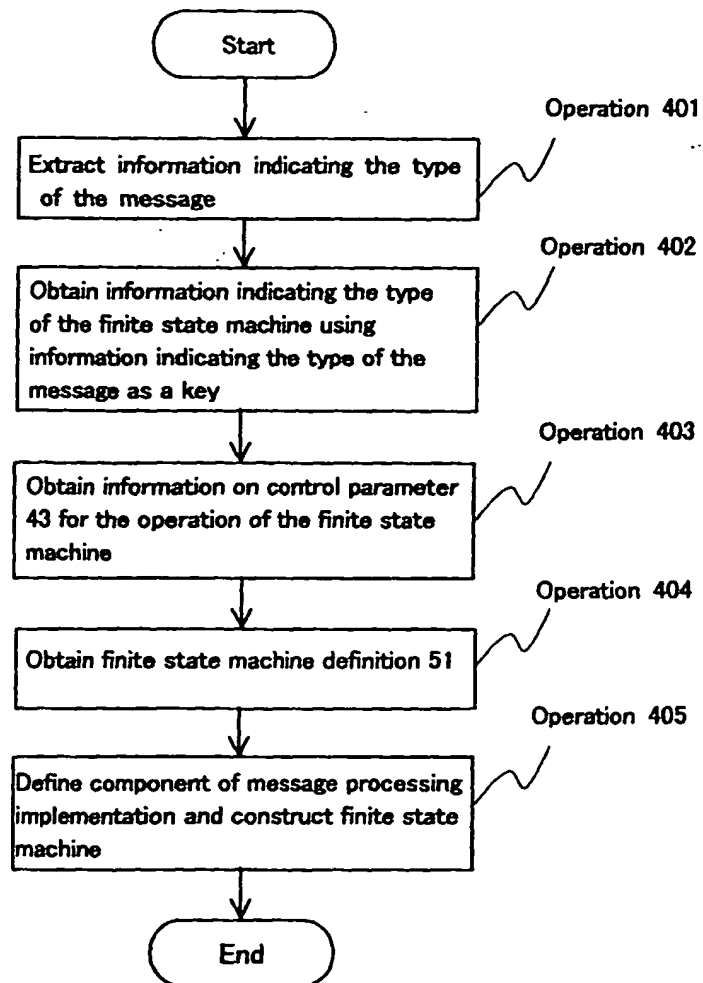 Start
Operation 401
Extract information indicating the type
of the message
Operation 402
Obtain information indicating the type
of the finite state machine using
information indicating the type of the
message as a key
Operation 403
Obtain information on control parameter
43 for the operation of the finite state
machine
Operation 404
Obtain finite state machine definition 51
Operation 405
Define component of message processing
implementation and construct finite state
machine
End